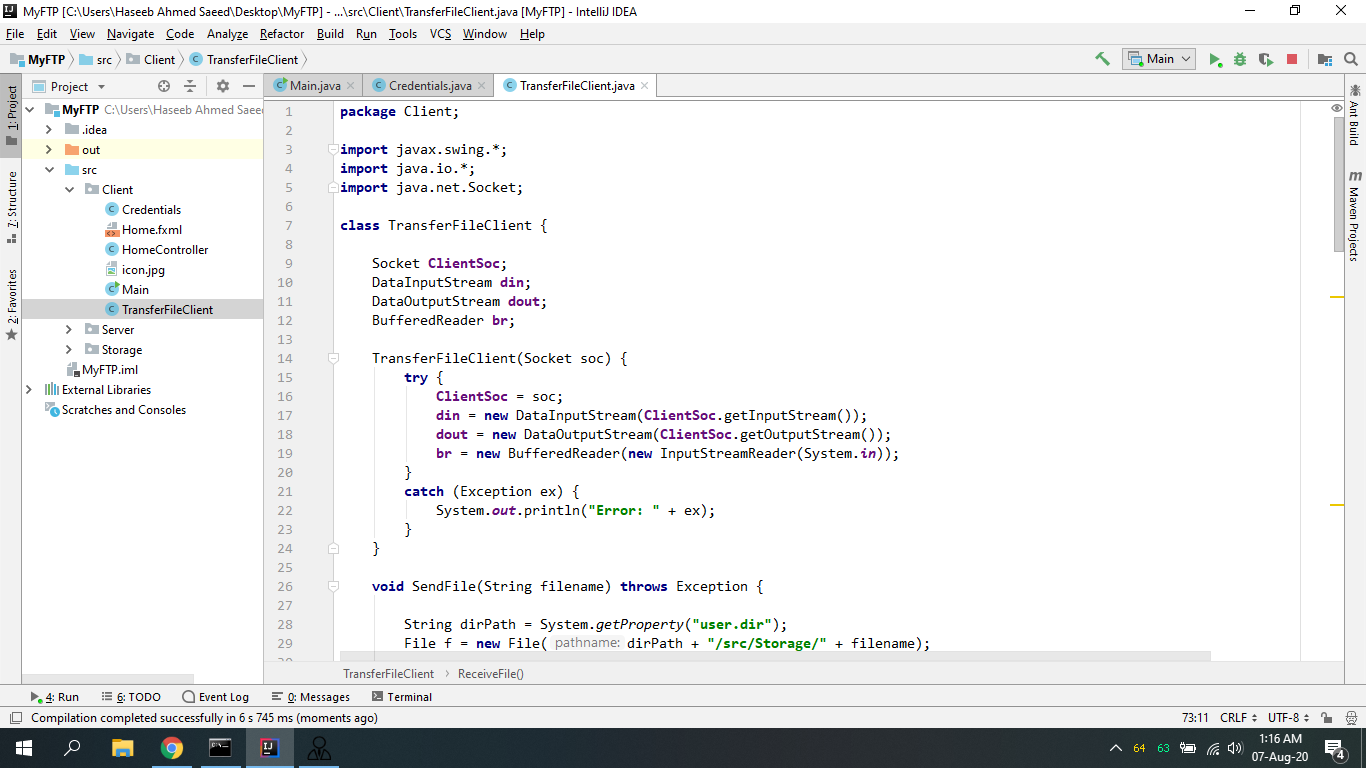 MyFTP [C:\Users\Haseeb Ahmed Saeed\Desktop\MyFTP] - ...\src\Client\TransferFileClient.java [MyFTP] - IntelliJ IDEA
File Edit View Navigate Code Analyze Refactor Build Run Tools VCS Window Help
MyFTP src Client TransferFileClient Main
Project
Main.java Credentials.java TransferFileClient.java
1: Project
7: Structure
2: Favorites
MyFTP C:\Users\Haseeb Ahmed Saeed
.idea
out
src
Client
Credentials
Home.fxml
HomeController
icon.jpg
Main
TransferFileClient
Server
Storage
MyFTP.iml
External Libraries
Scratches and Consoles
1 package Client;
2
3 import javax.swing.*;
4 import java.io.*;
5 import java.net.Socket;
6
7 class TransferFileClient {
8
9 Socket ClientSoc;
10 DataInputStream din;
11 DataOutputStream dout;
12 BufferedReader br;
13
14 TransferFileClient(Socket soc) {
15 try {
16 ClientSoc = soc;
17 din = new DataInputStream(ClientSoc.getInputStream());
18 dout = new DataOutputStream(ClientSoc.getOutputStream());
19 br = new BufferedReader(new InputStreamReader(System.in));
20 }
21 catch (Exception ex) {
22 System.out.println("Error: " + ex);
23 }
24 }
25
26 void SendFile(String filename) throws Exception {
27
28 String dirPath = System.getProperty("user.dir");
29 File f = new File( pathname: dirPath + "/src/Storage/" + filename);
Ant Build
Maven Projects
TransferFileClient ReceiveFile()
4: Run 6: TODO Event Log 0: Messages Terminal
Compilation completed successfully in 6 s 745 ms (moments ago) 73:11 CRLF UTF-8
64 63 1:16 AM
07-Aug-20 4